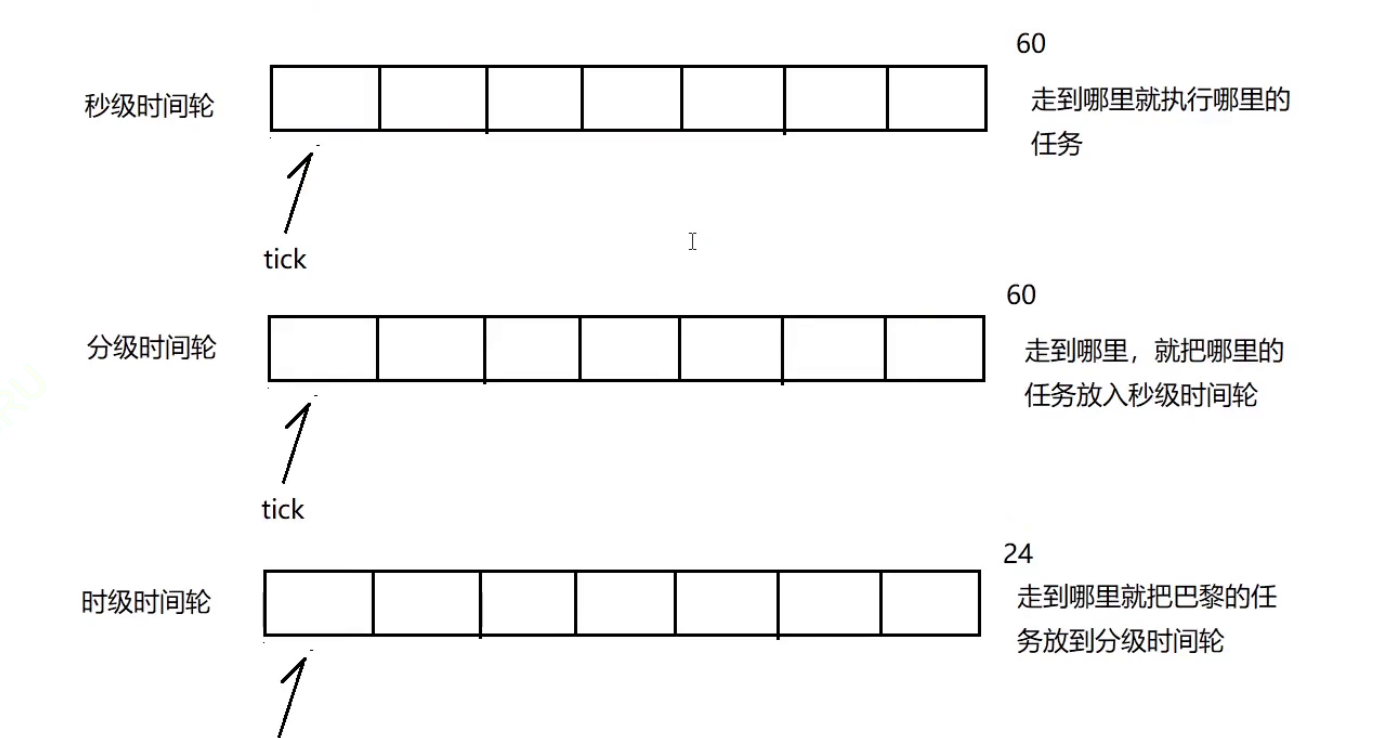 60
秒级时间轮
走到哪里就执行哪里的
任务
tick
60
分级时间轮
走到哪里，就把哪里的
任务放入秒级时间轮
tick
24
时级时间轮
走到哪里就把巴黎的任
务放到分级时间轮